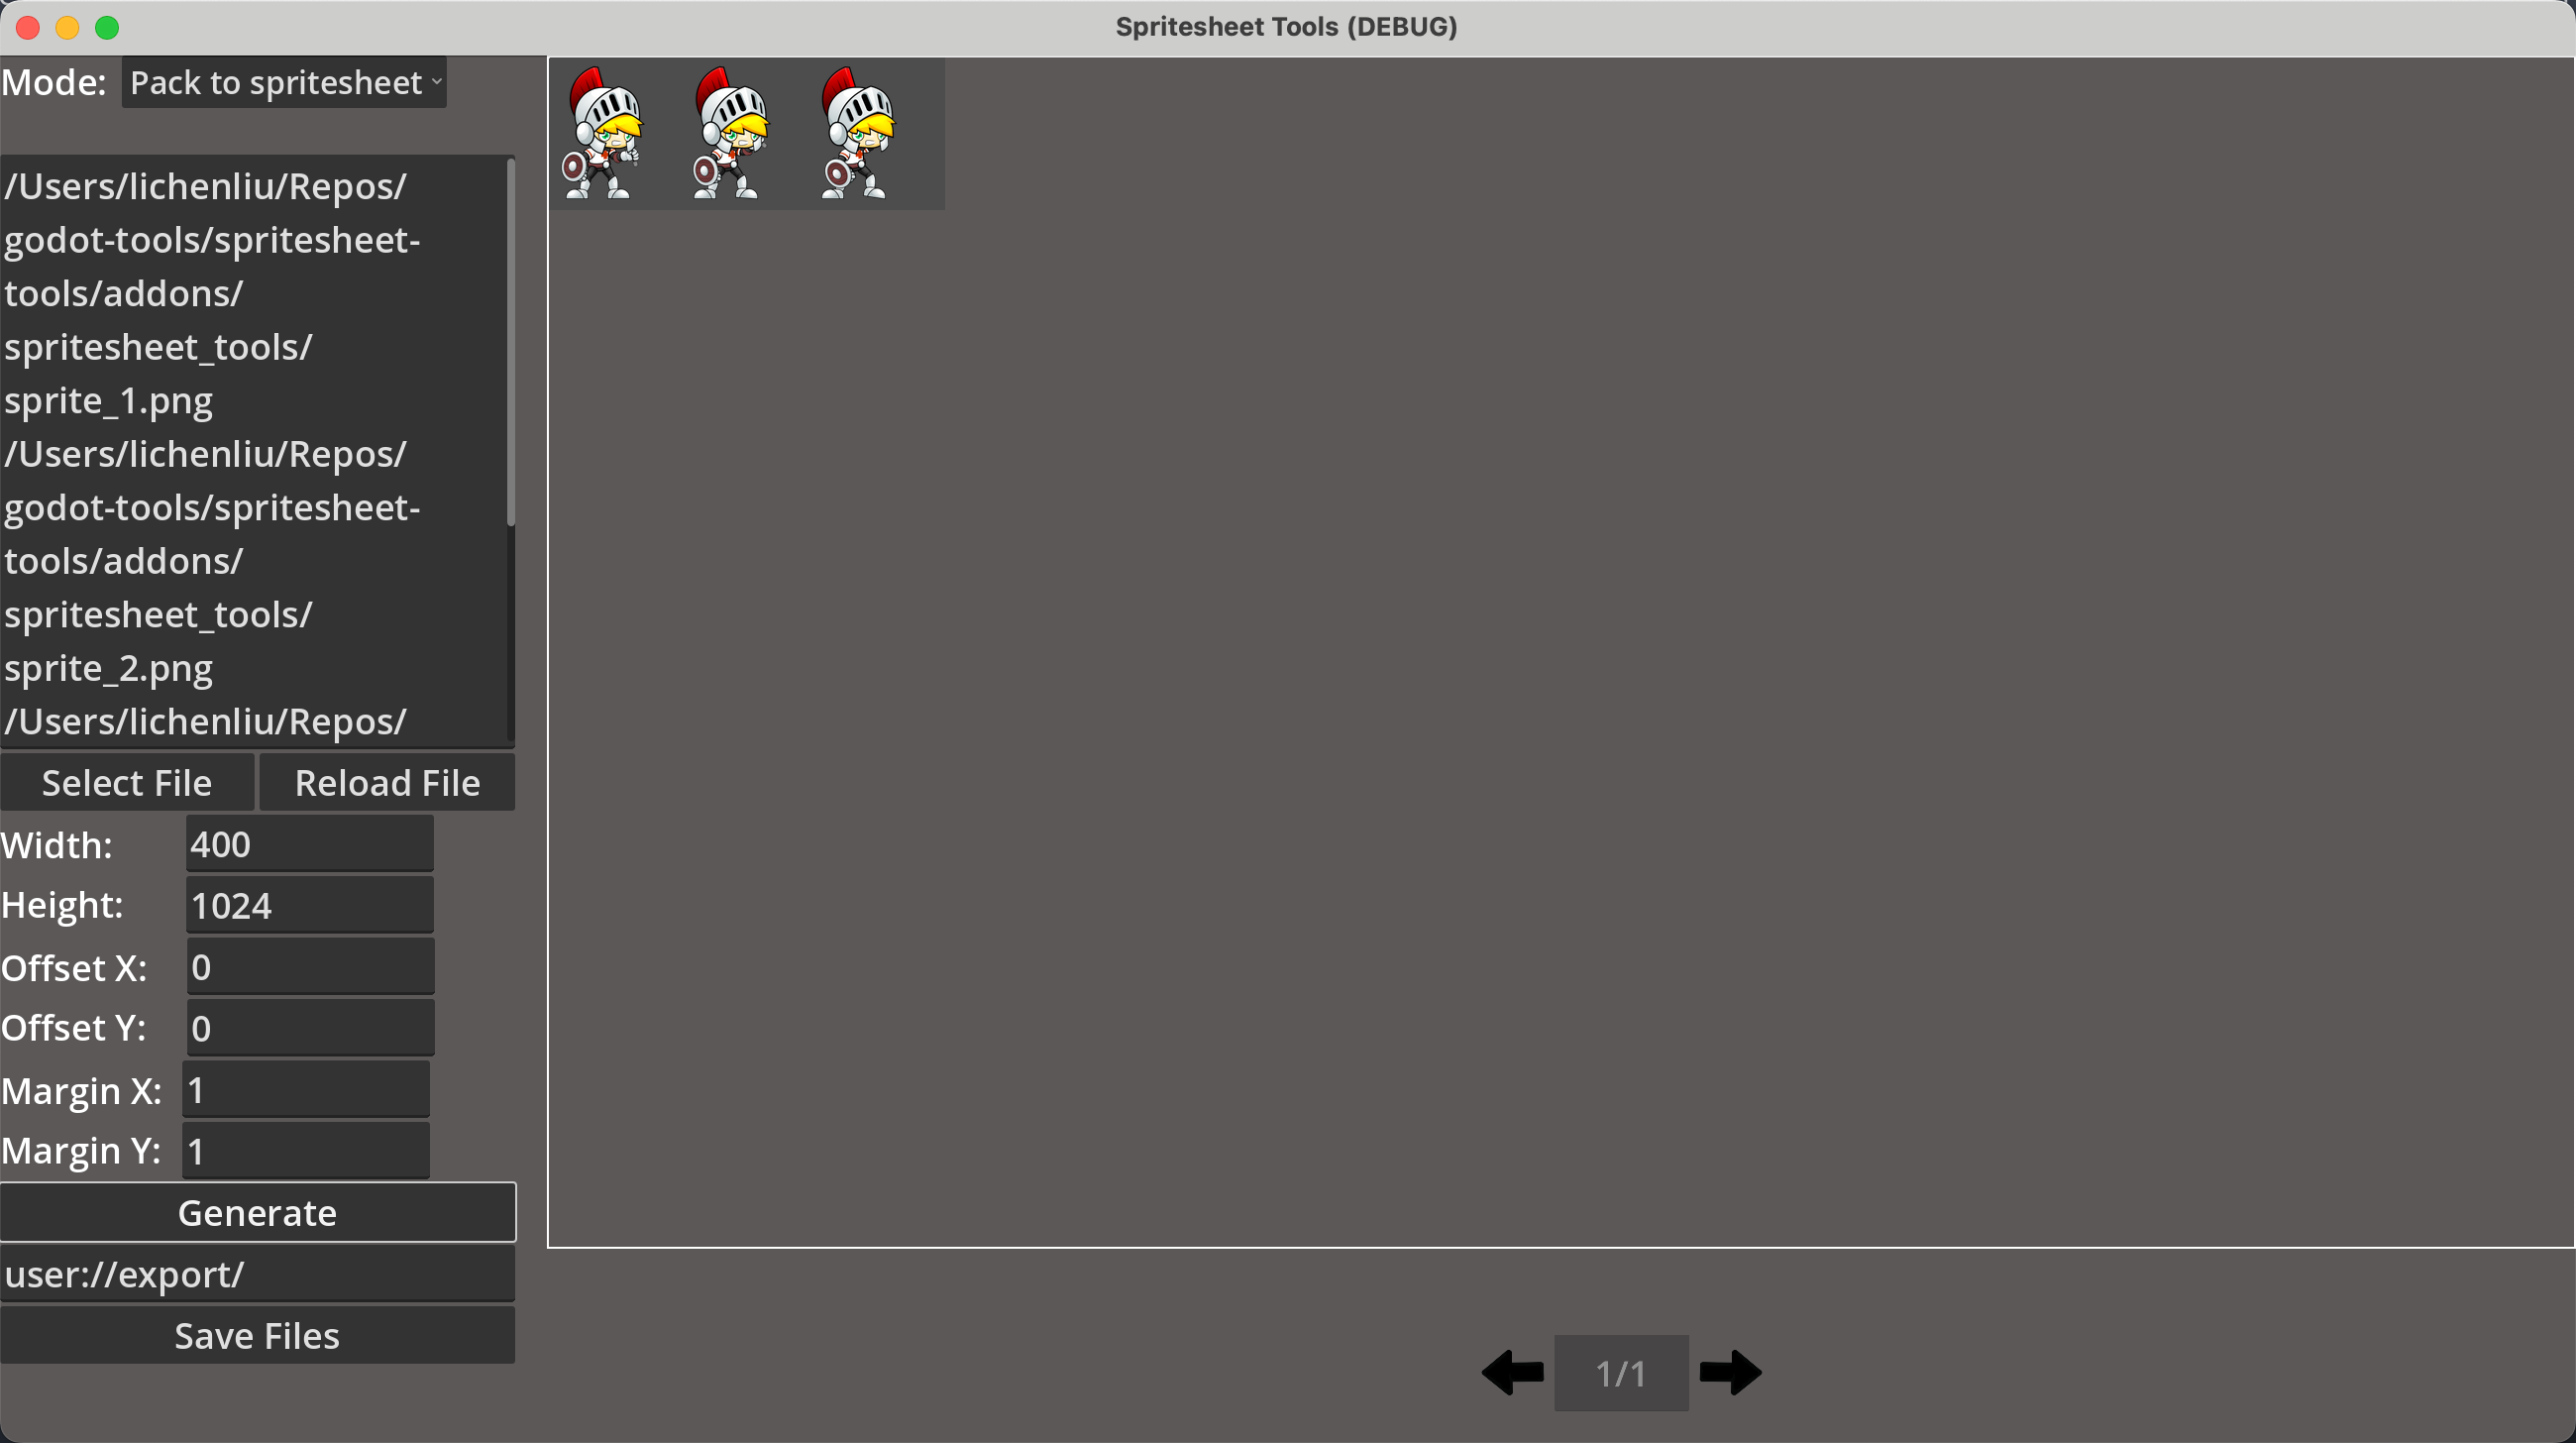 Spritesheet Tools (DEBUG)
Mode: Pack to spritesheet
/Users/lichenliu/Repos/
godot-tools/spritesheet-
tools/addons/
spritesheet_tools/
sprite_1.png
/Users/lichenliu/Repos/
godot-tools/spritesheet-
tools/addons/
spritesheet_tools/
sprite_2.png
/Users/lichenliu/Repos/
Select File Reload File
Width: 400
Height: 1024
Offset X: 0
Offset Y: 0
Margin X: 1
Margin Y: 1
Generate
user://export/
Save Files
1/1